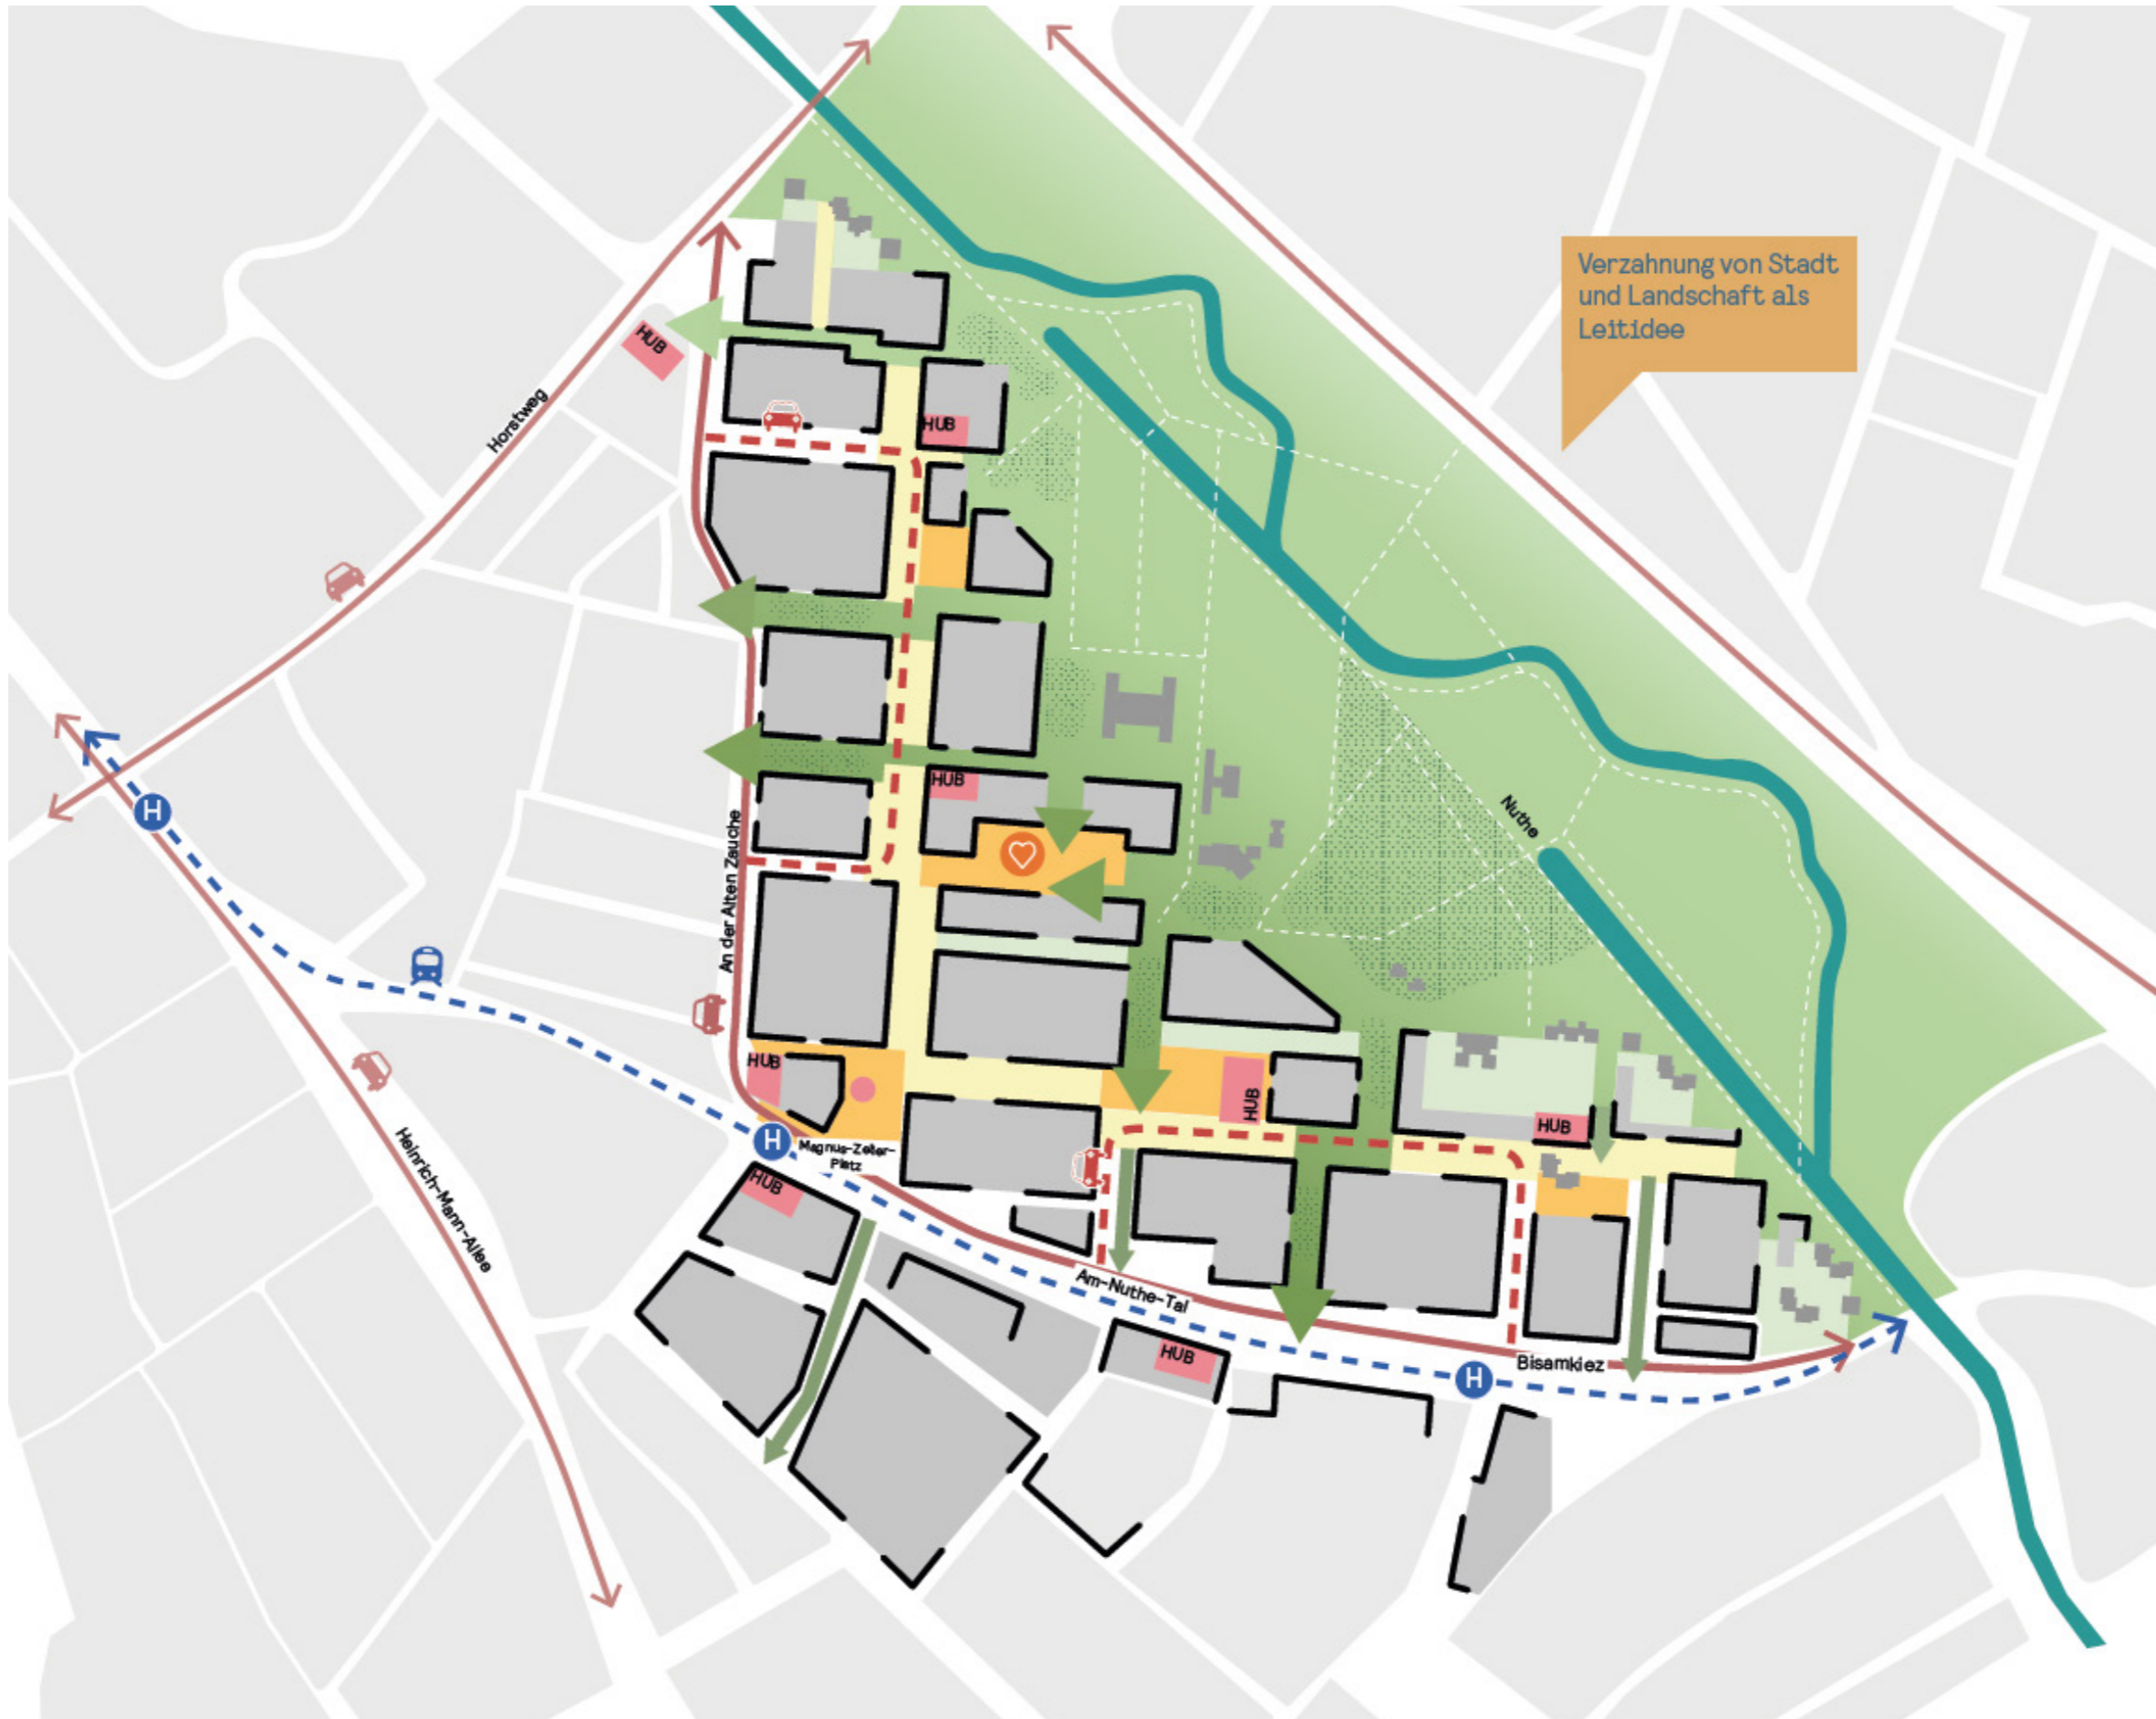 Verzahnung von Stadt
und Landschaft als
Leitidee
HUB
Horstweg
HUB
HUB
Nuthe
H
An der Alten Zauche
HUB
HUB
HUB
H
Magnus-Zeller-
Platz
HUB
Heinrich-Mann-Allee
Am-Nuthe-Tal
HUB
Bisamkiez
H